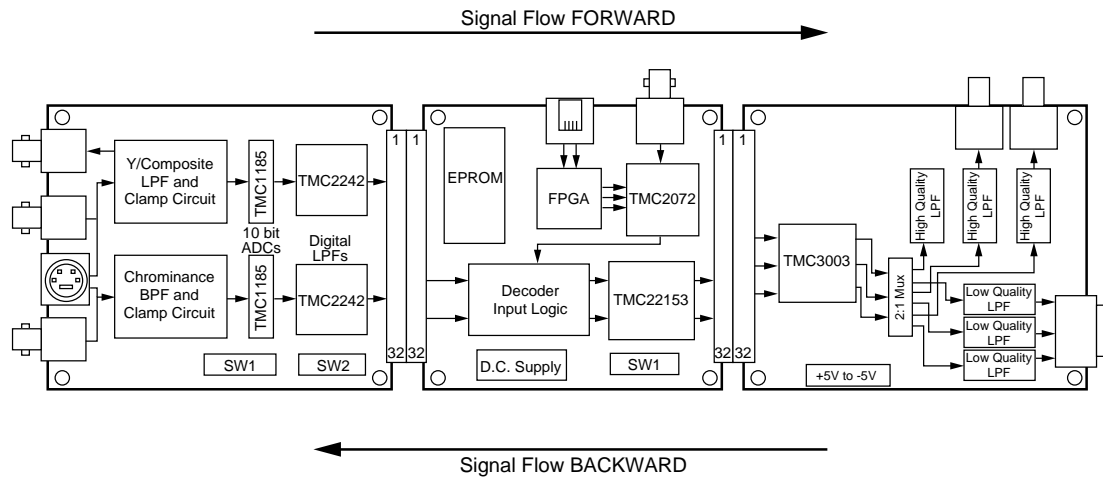 Signal Flow FORWARD
Y/Composite
LPF and
Clamp Circuit
TMC1185
TMC2242
10 bit
ADCs
Digital
LPFs
Chrominance
BPF and
Clamp Circuit
TMC1185
TMC2242
SW1
SW2
1
1
32
32
EPROM
FPGA
TMC2072
Decoder
Input Logic
TMC22153
D.C. Supply
SW1
1
1
32
32
TMC3003
2:1 Mux
High Quality
LPF
High Quality
LPF
High Quality
LPF
Low Quality
LPF
Low Quality
LPF
Low Quality
LPF
+5V to -5V
Signal Flow BACKWARD